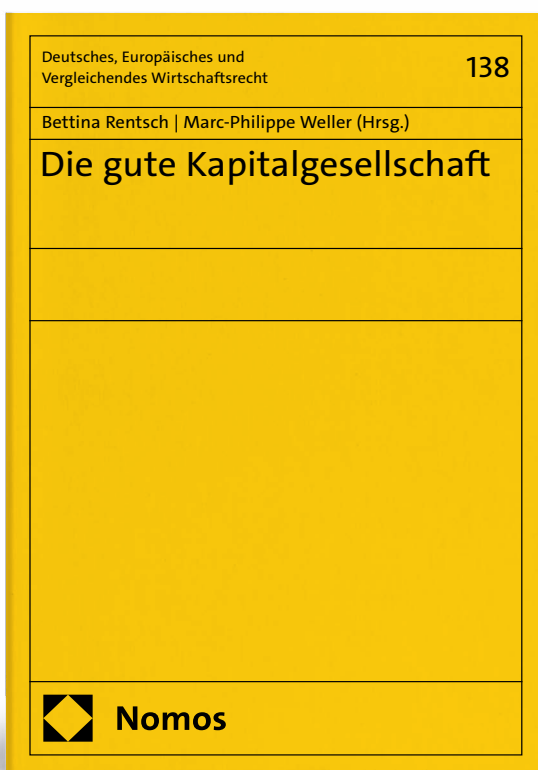 Deutsches, Europäisches und
Vergleichendes Wirtschaftsrecht
138
Bettina Rentsch | Marc-Philippe Weller (Hrsg.)
Die gute Kapitalgesellschaft
Nomos